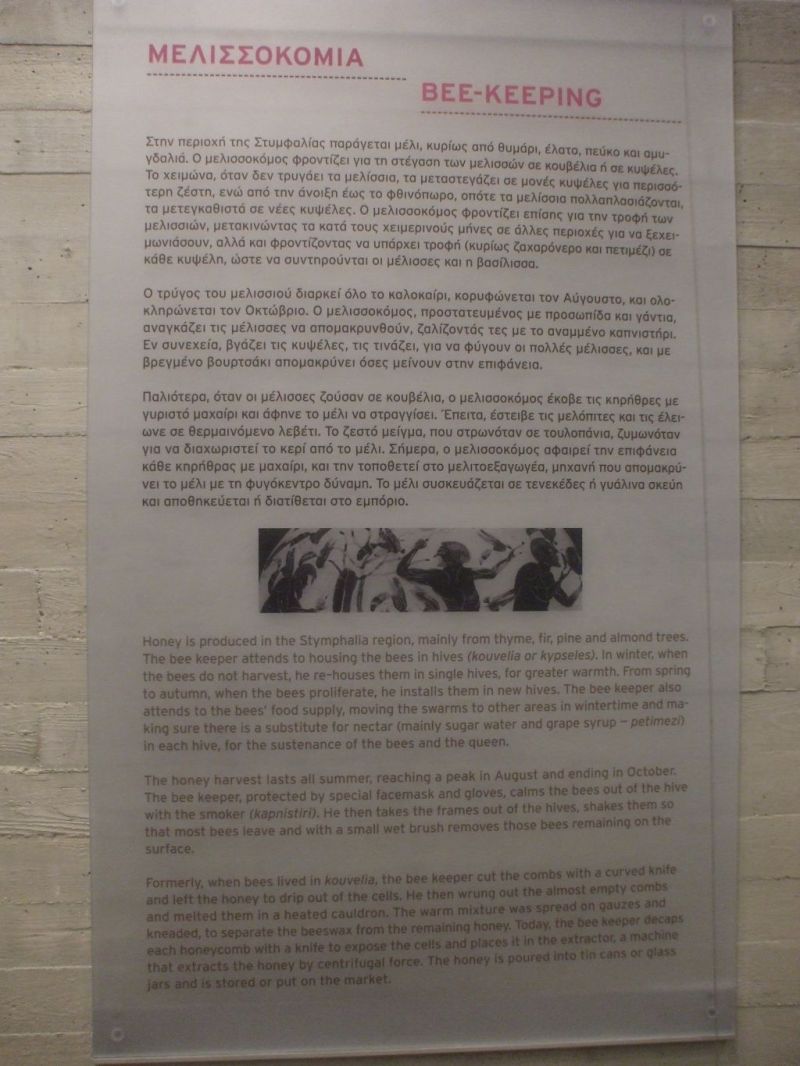 ΜΕΛΙΣΣΟΚΟΜΙΑ
BEE-KEEPING
Στην περιοχή της Στυμφαλίας παράγεται μέλι, κυρίως από θυμάρι, έλατο, πεύκο και αμυ-
γδαλιά. Ο μελισσοκόμος φροντίζει για τη στέγαση των μελισσών σε κουβέλια ή σε κυψέλες.
Το χειμώνα, όταν δεν τρυγάει τα μελίσσια, τα μεταστεγάζει σε μονές κυψέλες για περισσό-
τερη ζέστη, ενώ από την άνοιξη έως το φθινόπωρο, οπότε τα μελίσσια πολλαπλασιάζονται,
τα μετεγκαθιστά σε νέες κυψέλες. Ο μελισσοκόμος φροντίζει επίσης για την τροφή των
μελισσιών, μετακινώντας τα κατά τους χειμερινούς μήνες σε άλλες περιοχές για να ξεχει-
μωνιάσουν, αλλά και φροντίζοντας να υπάρχει τροφή (κυρίως ζαχαρόνερο και πετιμέζι) σε
κάθε κυψέλη, ώστε να συντηρούνται οι μέλισσες και η βασίλισσα.
Ο τρύγος του μελισσιού διαρκεί όλο το καλοκαίρι, κορυφώνεται τον Αύγουστο, και ολο-
κληρώνεται τον Οκτώβριο. Ο μελισσοκόμος, προστατευμένος με προσωπίδα και γάντια,
αναγκάζει τις μέλισσες να απομακρυνθούν, ζαλίζοντάς τες με το αναμμένο καπνιστήρι.
Εν συνεχεία, βγάζει τις κυψέλες, τις τινάζει, για να φύγουν οι πολλές μέλισσες, και με
βρεγμένο βουρτσάκι απομακρύνει όσες μείνουν στην επιφάνεια.
Παλιότερα, όταν οι μέλισσες ζούσαν σε κουβέλια, ο μελισσοκόμος έκοβε τις κηρήθρες με
γυριστό μαχαίρι και άφηνε το μέλι να στραγγίσει. Έπειτα, έστειβε τις μελόπιτες και τις έλει-
ωνε σε θερμαινόμενο λεβέτι. Το ζεστό μείγμα, που στρωνόταν σε τουλοπάνια, ζυμωνόταν
για να διαχωριστεί το κερί από το μέλι. Σήμερα, ο μελισσοκόμος αφαιρεί την επιφάνεια
κάθε κηρήθρας με μαχαίρι, και την τοποθετεί στο μελιτοεξαγωγέα, μηχανή που απομακρύ-
νει το μέλι με τη φυγόκεντρο δύναμη. Το μέλι συσκευάζεται σε τενεκέδες ή γυάλινα σκεύη
και αποθηκεύεται ή διατίθεται στο εμπόριο.
Honey is produced in the Stymphalia region, mainly from thyme, fir, pine and almond trees.
The bee keeper attends to housing the bees in hives (kouvelia or kypseles). In winter, when
the bees do not harvest, he re-houses them in single hives, for greater warmth. From spring
to autumn, when the bees proliferate, he installs them in new hives. The bee keeper also
attends to the bees' food supply, moving the swarms to other areas in wintertime and ma-
king sure there is a substitute for nectar (mainly sugar water and grape syrup – petimezi)
in each hive, for the sustenance of the bees and the queen.
The honey harvest lasts all summer, reaching a peak in August and ending in October.
The bee keeper, protected by special facemask and gloves, calms the bees out of the hive
with the smoker (kapnistiri). He then takes the frames out of the hives, shakes them so
that most bees leave and with a small wet brush removes those bees remaining on the
surface.
Formerly, when bees lived in kouvelia, the bee keeper cut the combs with a curved knife
and left the honey to drip out of the cells. He then wrung out the almost empty combs
and melted them in a heated cauldron. The warm mixture was spread on gauzes and
kneaded, to separate the beeswax from the remaining honey. Today, the bee keeper decaps
each honeycomb with a knife to expose the cells and places it in the extractor, a machine
that extracts the honey by centrifugal force. The honey is poured into tin cans or glass
jars and is stored or put on the market.